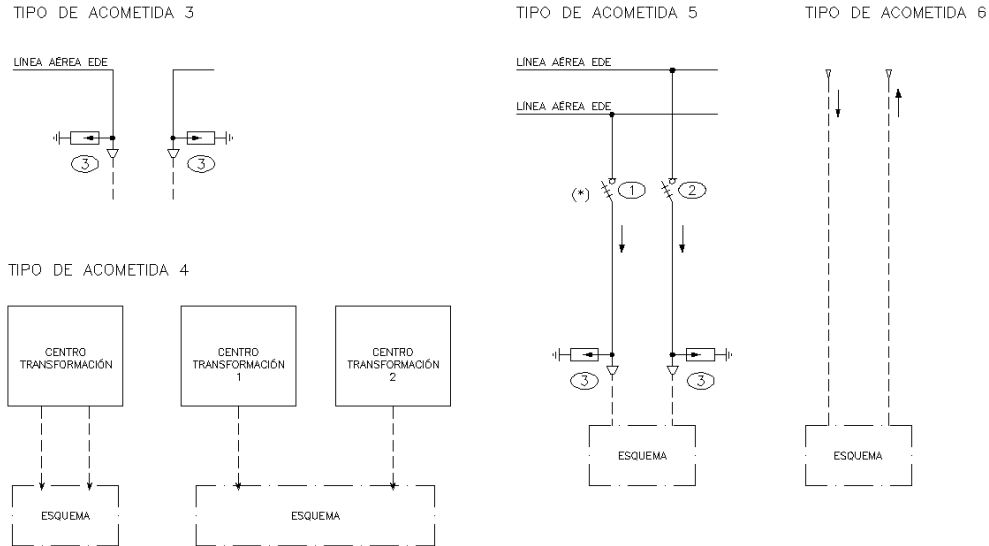 TIPO DE ACOMETIDA 3
LÍNEA AÉREA EDE
3
3
TIPO DE ACOMETIDA 4
CENTRO
TRANSFORMACIÓN
CENTRO
TRANSFORMACIÓN
1
CENTRO
TRANSFORMACIÓN
2
ESQUEMA
ESQUEMA
TIPO DE ACOMETIDA 5
LÍNEA AÉREA EDE
LÍNEA AÉREA EDE
(*)
1
2
3
3
ESQUEMA
TIPO DE ACOMETIDA 6
ESQUEMA